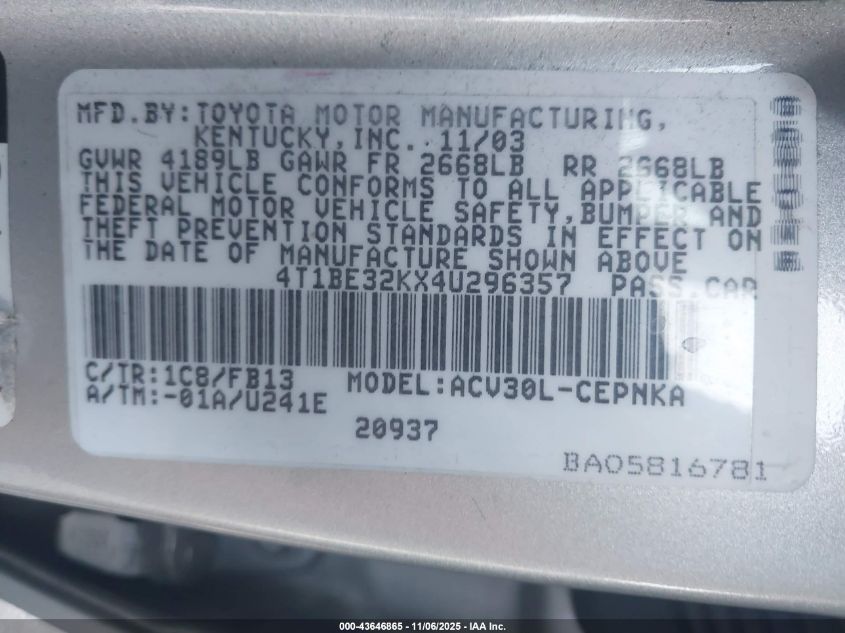 MFD.BY:TOYOTA MOTOR MANUFACTURING,
KENTUCKY,INC. 11/03
GVWR 4189LB GAWR FR 2668LB RR 2668LB
THIS VEHICLE CONFORMS TO ALL APPLICABLE
FEDERAL MOTOR VEHICLE SAFETY,BUMPER AND
THEFT PREVENTION STANDARDS IN EFFECT ON
THE DATE OF MANUFACTURE SHOWN ABOVE
4T1BE32KX4U296357 PASS.CAR
C/TR:1C8/FB13 MODEL:ACV30L-CEPNKA
A/TM:-01A/U241E
20937
BA05816781
000-43646865 - 11/06/2025 - IAA Inc.